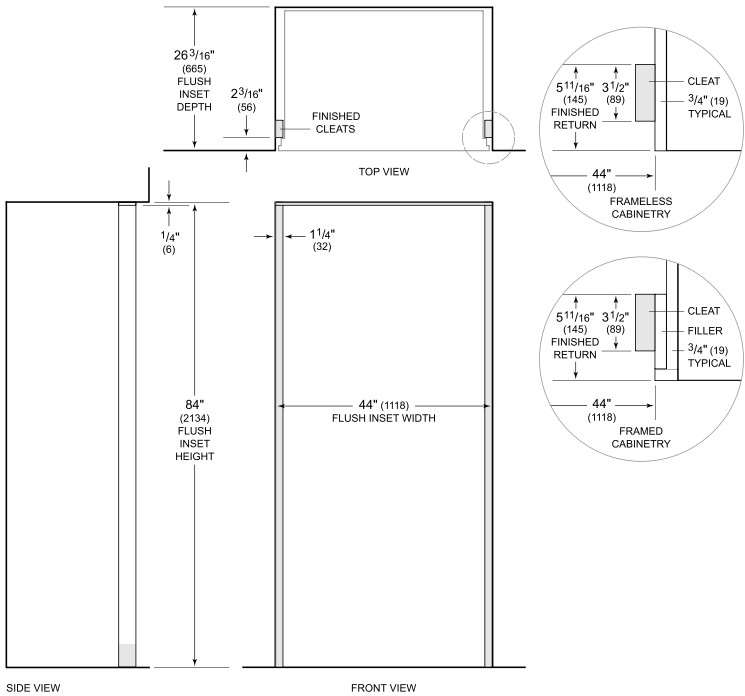 26 3/16"
(665)
FLUSH
INSET
DEPTH
2 3/16"
(56)
FINISHED
CLEATS
TOP VIEW
5 11/16"
(145)
FINISHED
RETURN
3 1/2"
(89)
CLEAT
3/4" (19)
TYPICAL
44"
(1118)
FRAMELESS
CABINETRY
1/4"
(6)
1 1/4"
(32)
5 11/16"
(145)
FINISHED
RETURN
3 1/2"
(89)
CLEAT
FILLER
3/4" (19)
TYPICAL
44"
(1118)
FRAMED
CABINETRY
84"
(2134)
FLUSH
INSET
HEIGHT
44" (1118)
FLUSH INSET WIDTH
SIDE VIEW
FRONT VIEW